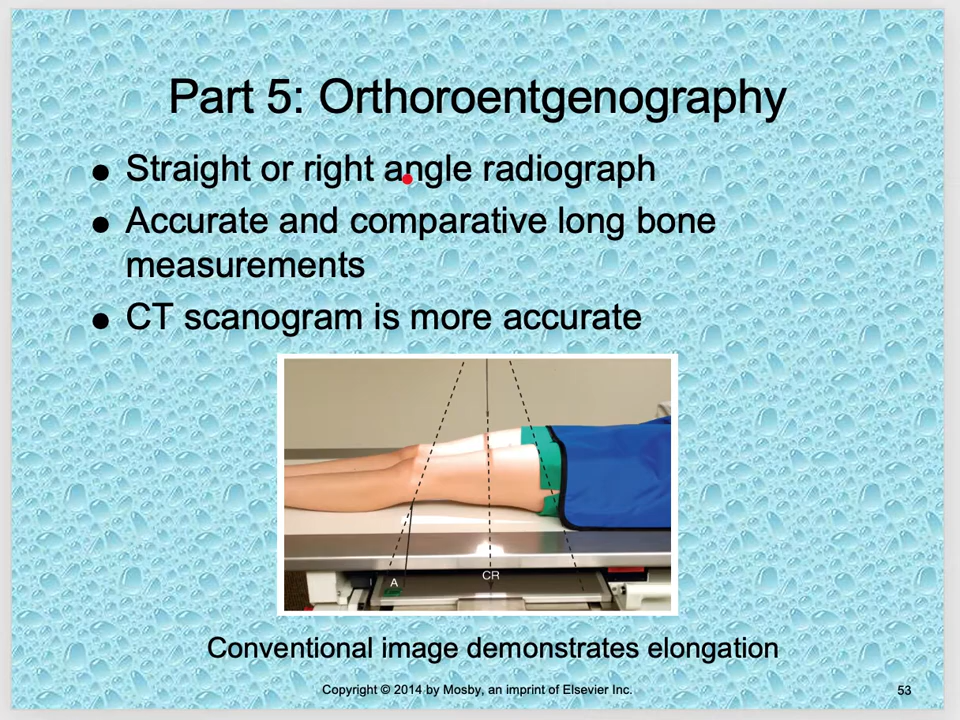 Part 5: Orthoroentgenography
● Straight or right angle radiograph
● Accurate and comparative long bone
measurements
● CT scanogram is more accurate
A
CR
Conventional image demonstrates elongation
Copyright © 2014 by Mosby, an imprint of Elsevier Inc.
53